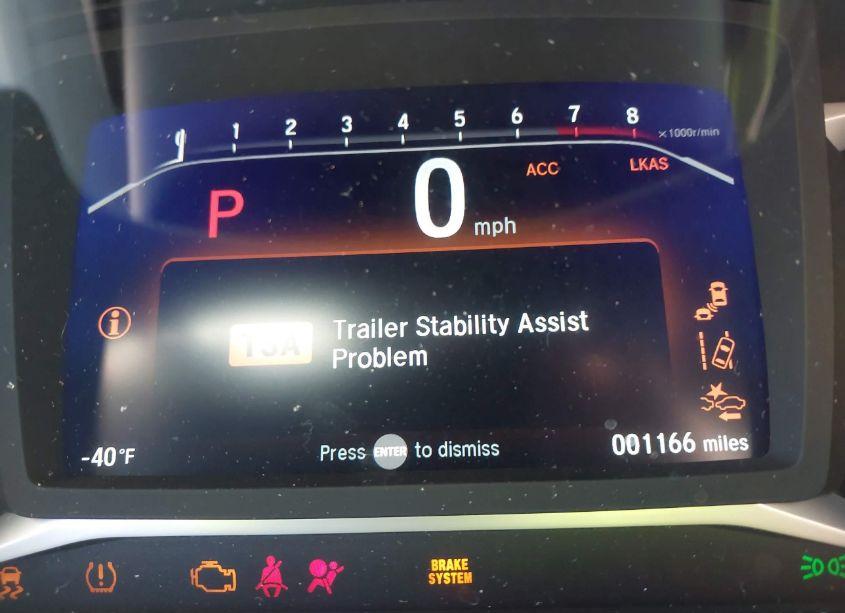 0 1 2 3 4 5 6 7 8 ×1000r/min
ACC LKAS
P 0 mph
TSA Trailer Stability Assist
Problem
-40°F Press ENTER to dismiss 001166 miles
BRAKE
SYSTEM